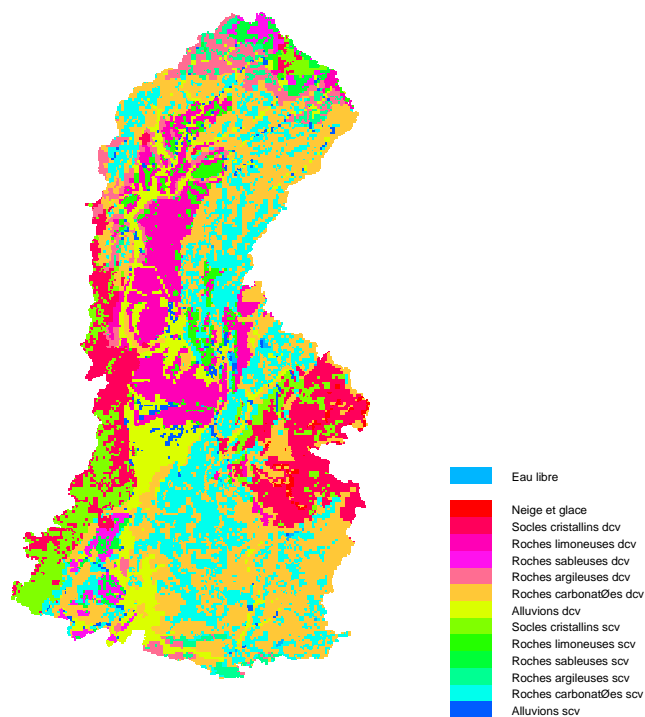 Eau libre
Neige et glace
Socles cristallins dcv
Roches limoneuses dcv
Roches sableuses dcv
Roches argileuses dcv
Roches carbonatØes dcv
Alluvions dcv
Socles cristallins scv
Roches limoneuses scv
Roches sableuses scv
Roches argileuses scv
Roches carbonatØes scv
Alluvions scv